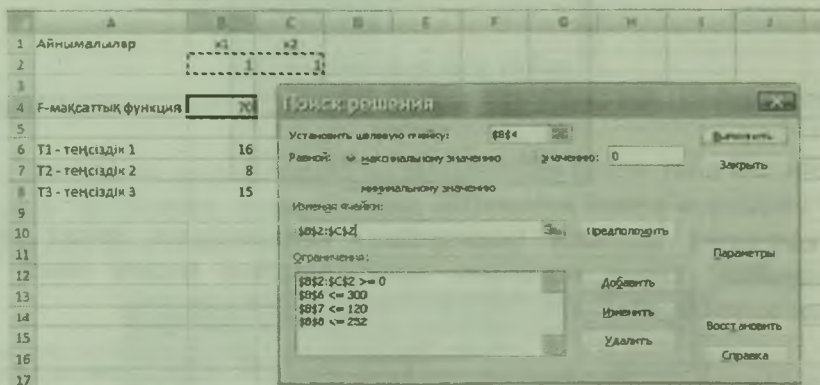 A B C D E F G H I J
1 Айнымалылар x1 x2
2 1 1
3
4 F-мақсаттық функция 70
5
6 T1 - теңсіздік 1 16
7 T2 - теңсіздік 2 8
8 T3 - теңсіздік 3 15
9
10
11
12
13
14
15
16
17
Поиск решения
Установить целевую ячейку: $B$4 Выполнить
Равной: максимальному значению значению: 0 Закрыть
минимальному значению
Изменяя ячейки:
$B$2:$C$2 Предположить
Ограничения: Параметры
$B$2:$C$2 >= 0 Добавить
$B$6 <= 300
$B$7 <= 120 Изменить
$B$8 <= 252
Восстановить
Удалить
Справка